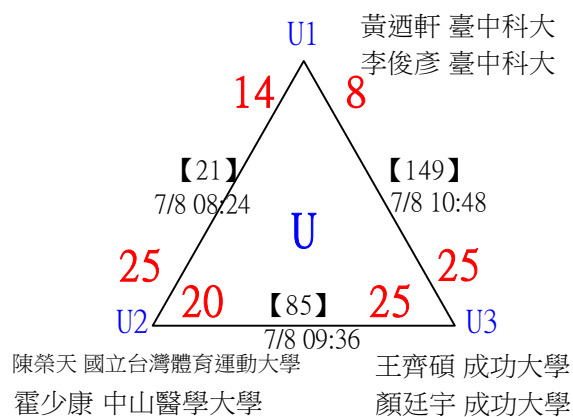 U1
黃迺軒 臺中科大
李俊彥 臺中科大
14 8
【21】 【149】
7/8 08:24 7/8 10:48
U
25 25
20 【85】 25
U2 U3
7/8 09:36
陳榮天 國立台灣體育運動大學 王齊碩 成功大學
霍少康 中山醫學大學 顏廷宇 成功大學